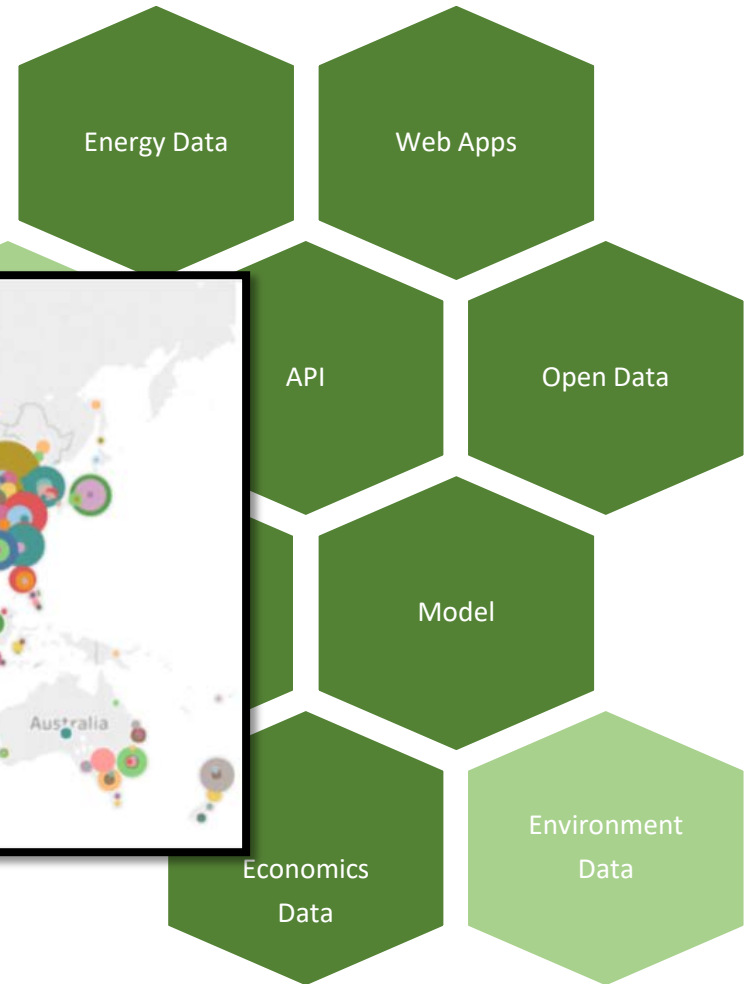 Energy Data
Web Apps
API
Open Data
Model
Australia
Economics
Data
Environment
Data